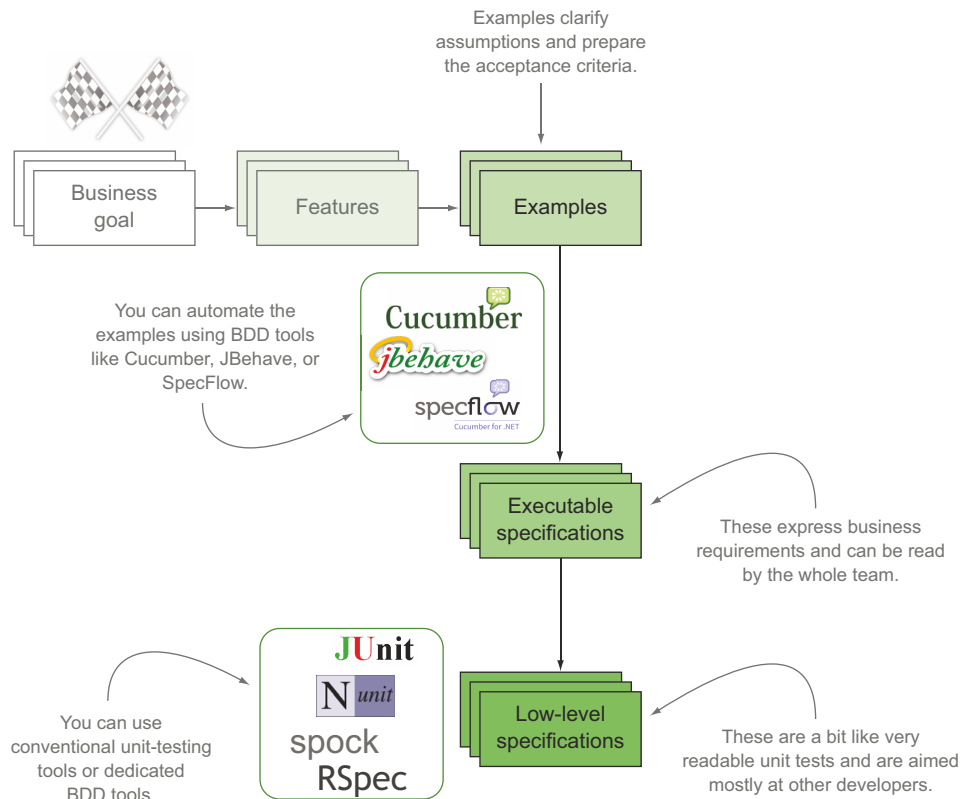 Examples clarify
assumptions and prepare
the acceptance criteria.
Business
goal
Features
Examples
You can automate the
examples using BDD tools
like Cucumber, JBehave, or
SpecFlow.
Cucumber
jbehave
specflow
Cucumber for .NET
Executable
specifications
These express business
requirements and can be read
by the whole team.
JUnit
N unit
spock
RSpec
Low-level
specifications
You can use
conventional unit-testing
tools or dedicated
BDD tools
These are a bit like very
readable unit tests and are aimed
mostly at other developers.